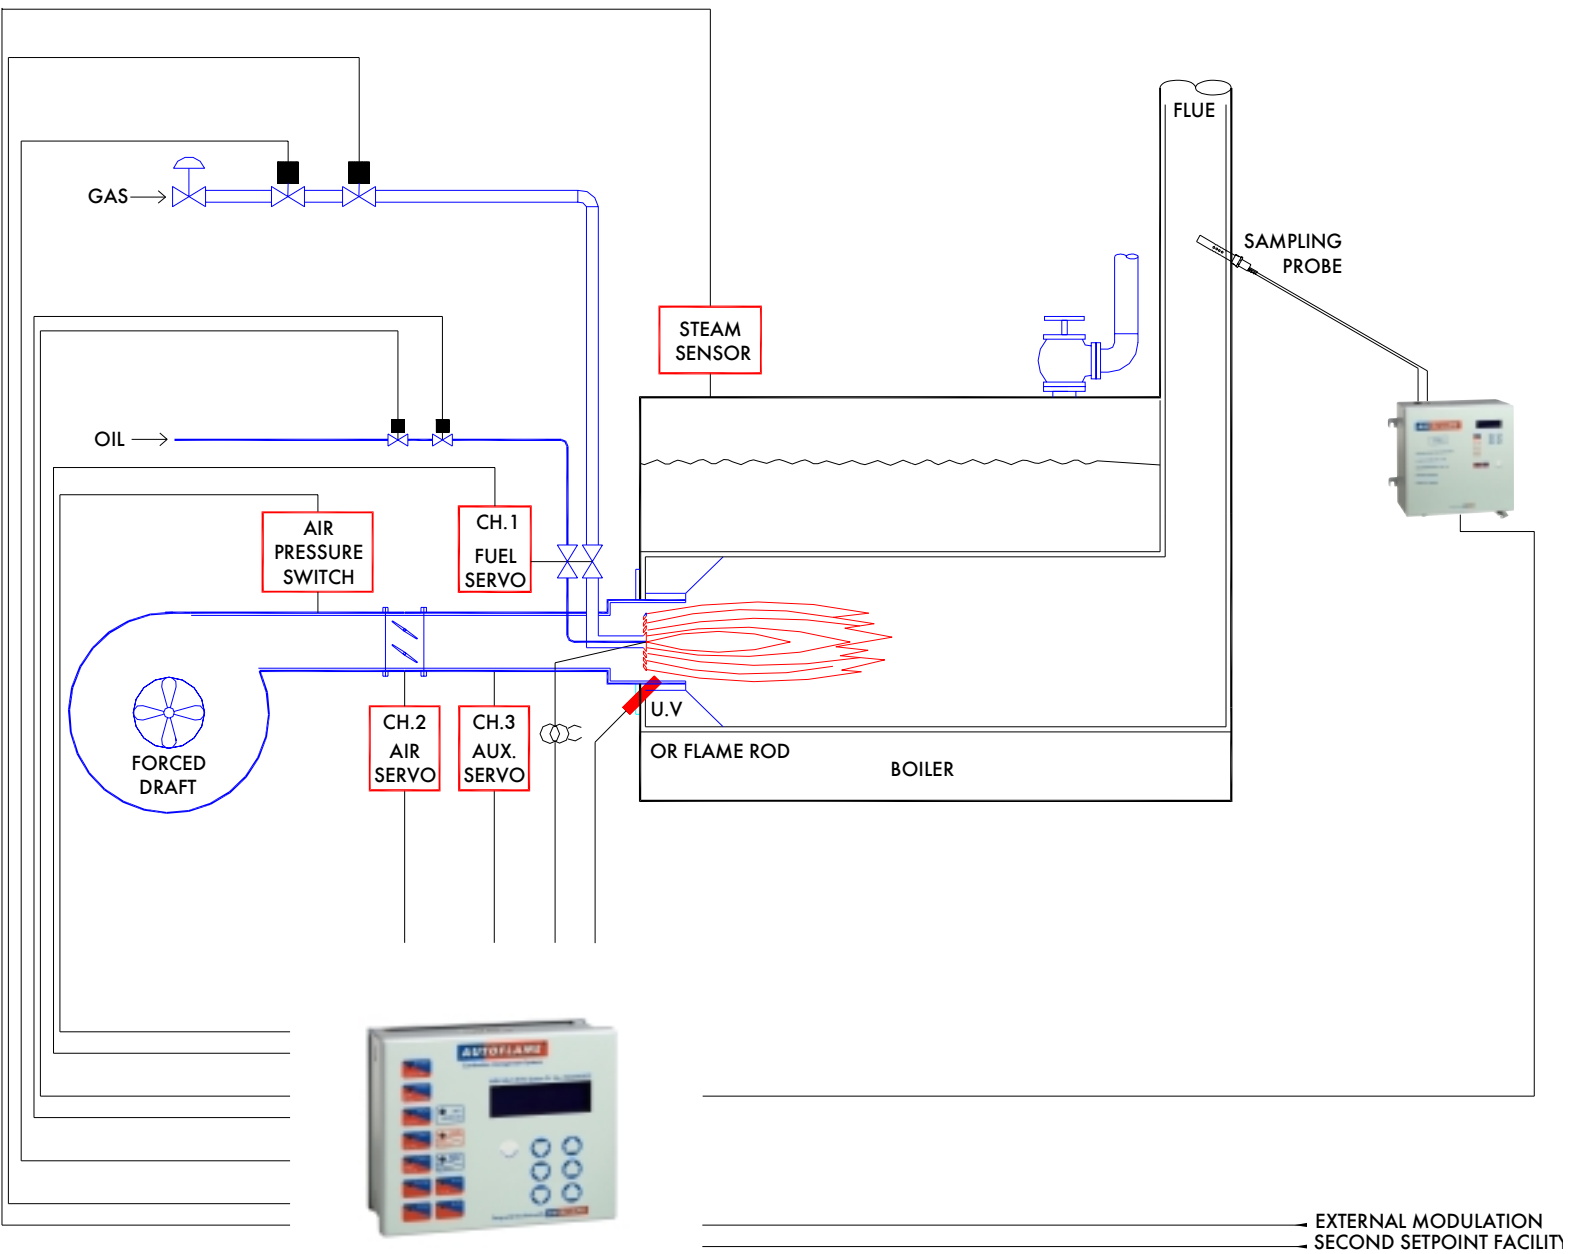 FLUE
GAS
SAMPLING
PROBE
STEAM
SENSOR
OIL
AIR
PRESSURE
SWITCH
CH.1
FUEL
SERVO
FORCED
DRAFT
CH.2
AIR
SERVO
CH.3
AUX.
SERVO
U.V
OR FLAME ROD
BOILER
AUTOFLAME
EXTERNAL MODULATION
SECOND SETPOINT FACILITY